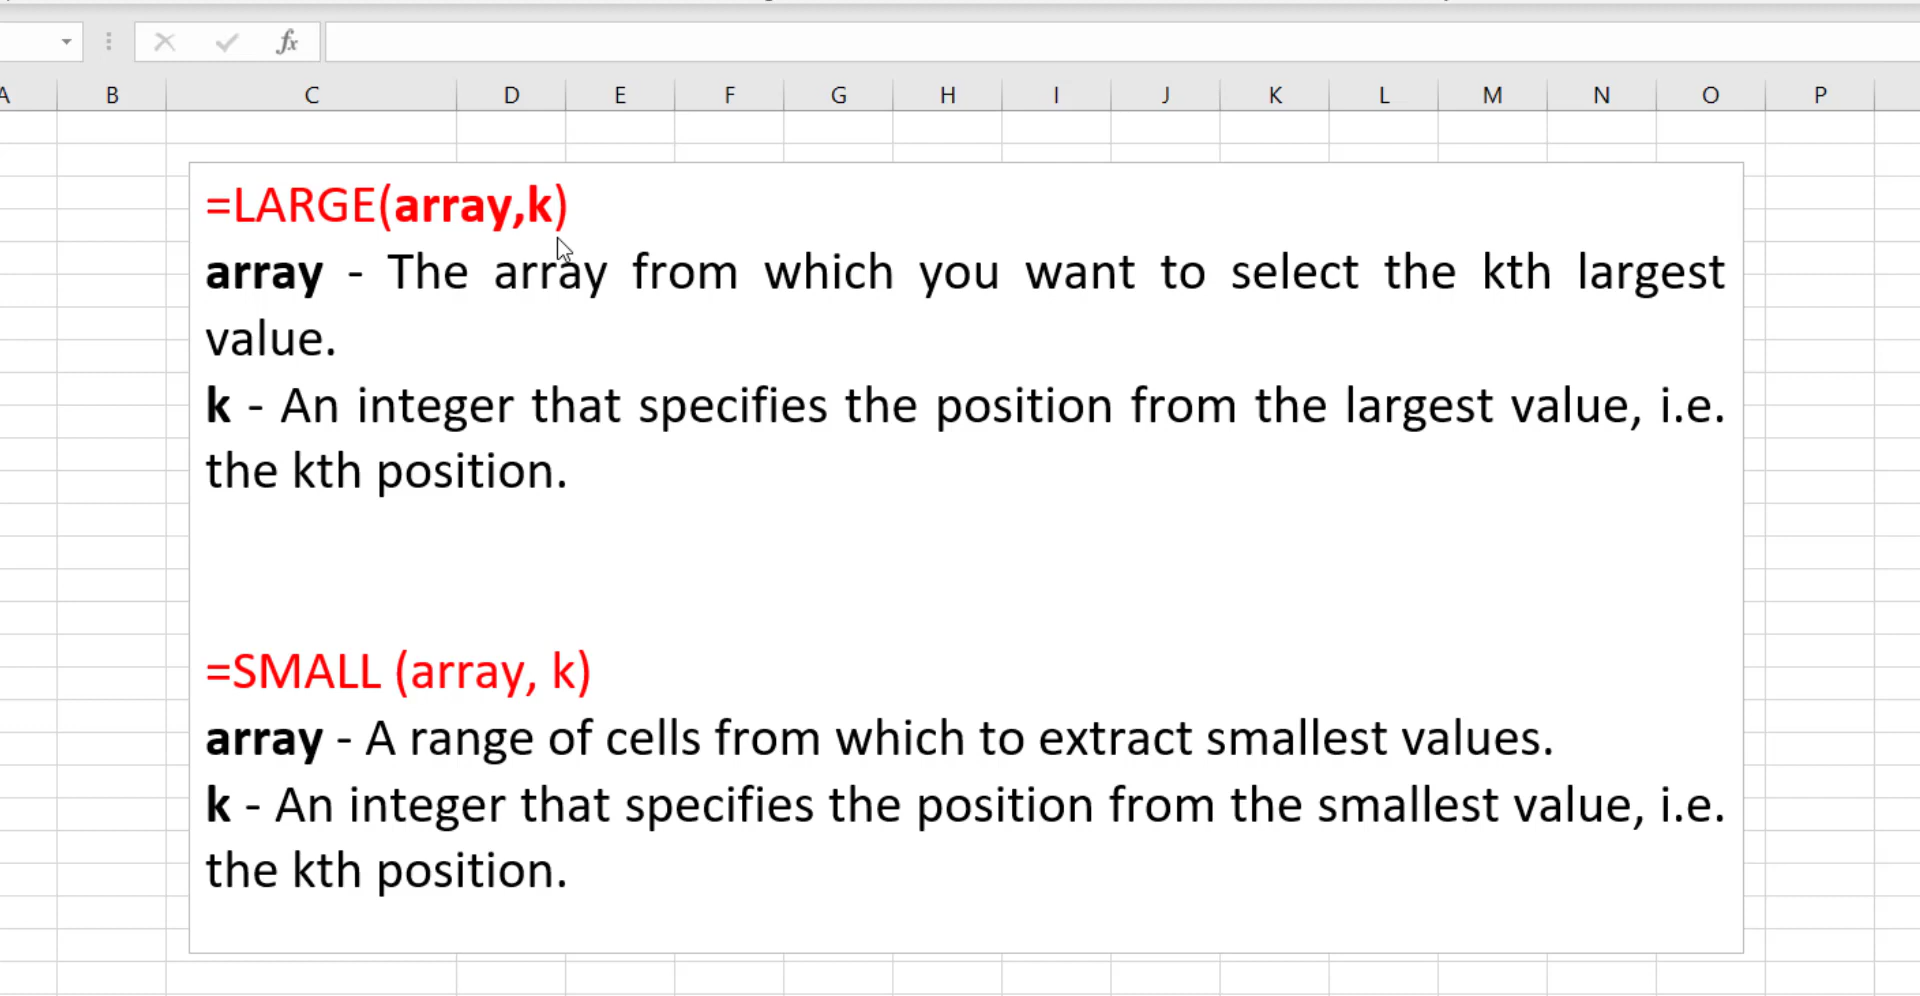 fx
A B C D E F G H I J K L M N O P
=LARGE(array,k)
array - The array from which you want to select the kth largest
value.
k - An integer that specifies the position from the largest value, i.e.
the kth position.
=SMALL (array, k)
array - A range of cells from which to extract smallest values.
k - An integer that specifies the position from the smallest value, i.e.
the kth position.